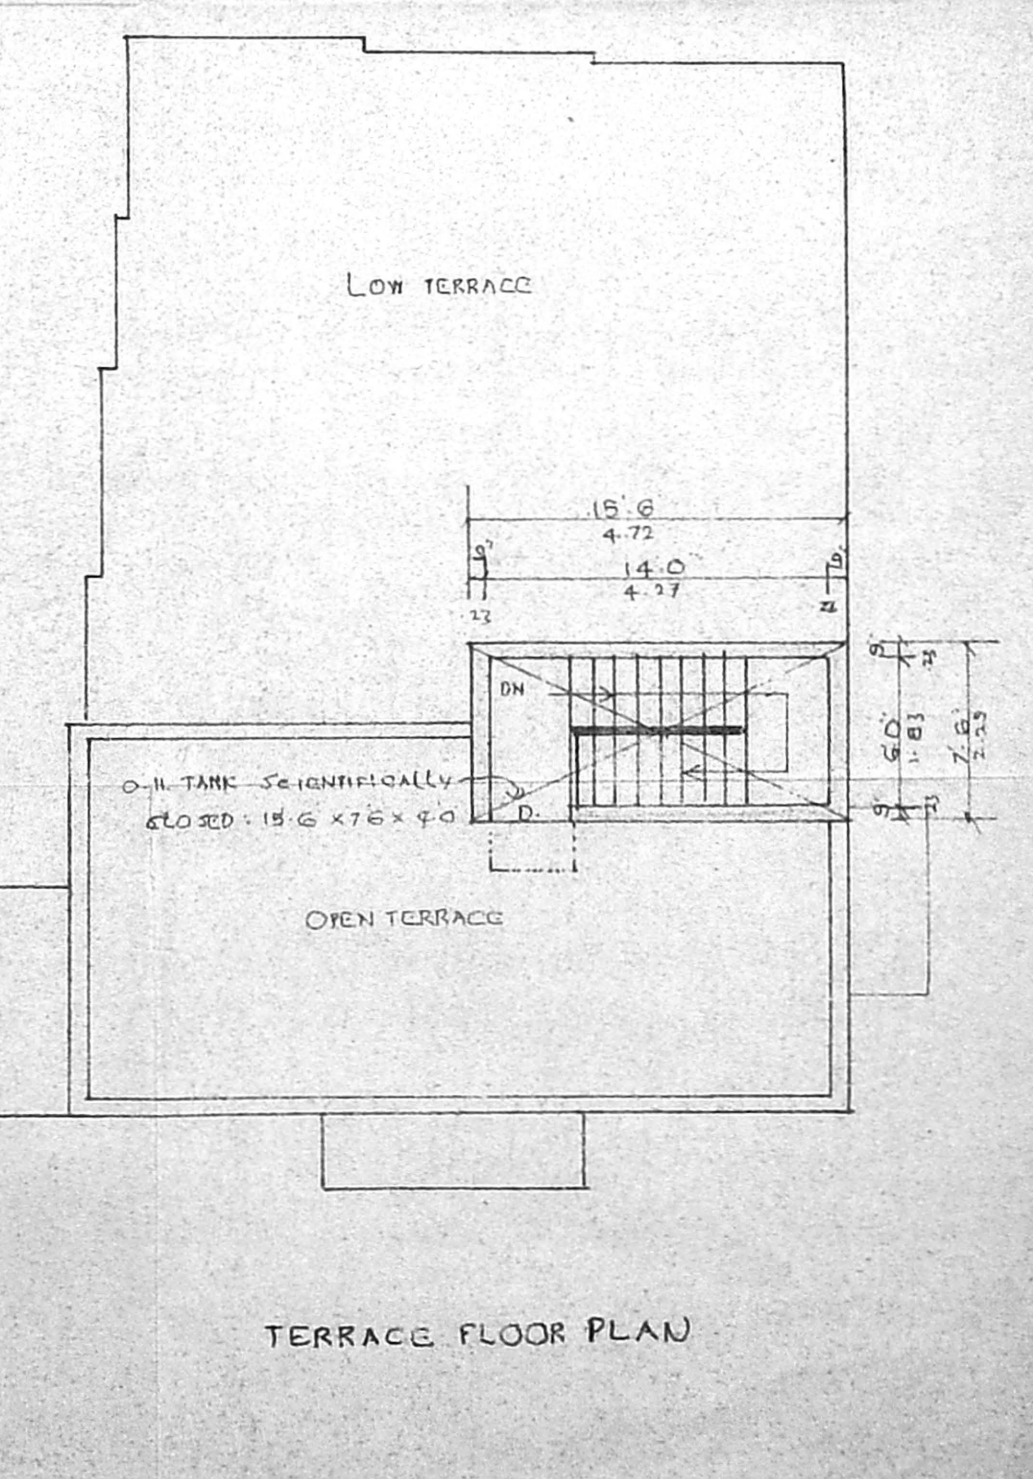 LOW TERRACE
15'.6"
4.72
9"
9"
14.0
4.27
.23
DN
9"
.23
6'0"
1.83
7'.6"
2.29
O.H. TANK SCIENTIFICALLY
CLOSED: 15.6 x 7 6 x 4 0
D.
9"
.23
OPEN TERRACE
TERRACE FLOOR PLAN